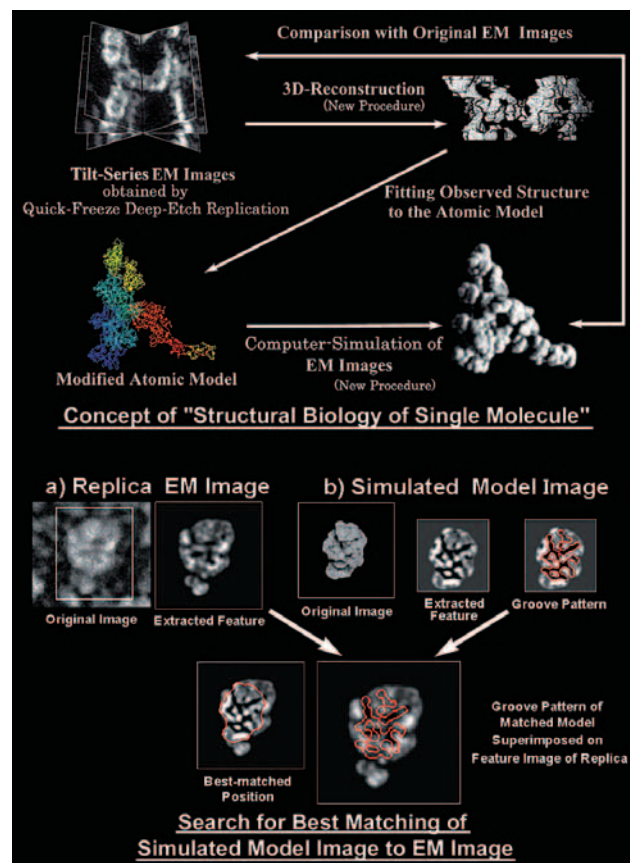 Comparison with Original EM Images
3D-Reconstruction
(New Procedure)
Tilt-Series EM Images
obtained by
Quick-Freeze Deep-Etch Replication
Fitting Observed Structure
to the Atomic Model
Computer-Simulation of
EM Images
(New Procedure)
Modified Atomic Model
Concept of "Structural Biology of Single Molecule"
a) Replica EM Image
b) Simulated Model Image
Original Image
Extracted Feature
Original Image
Extracted
Feature
Groove Pattern
Best-matched
Position
Groove Pattern of
Matched Model
Superimposed on
Feature Image of Replica
Search for Best Matching of
Simulated Model Image to EM Image